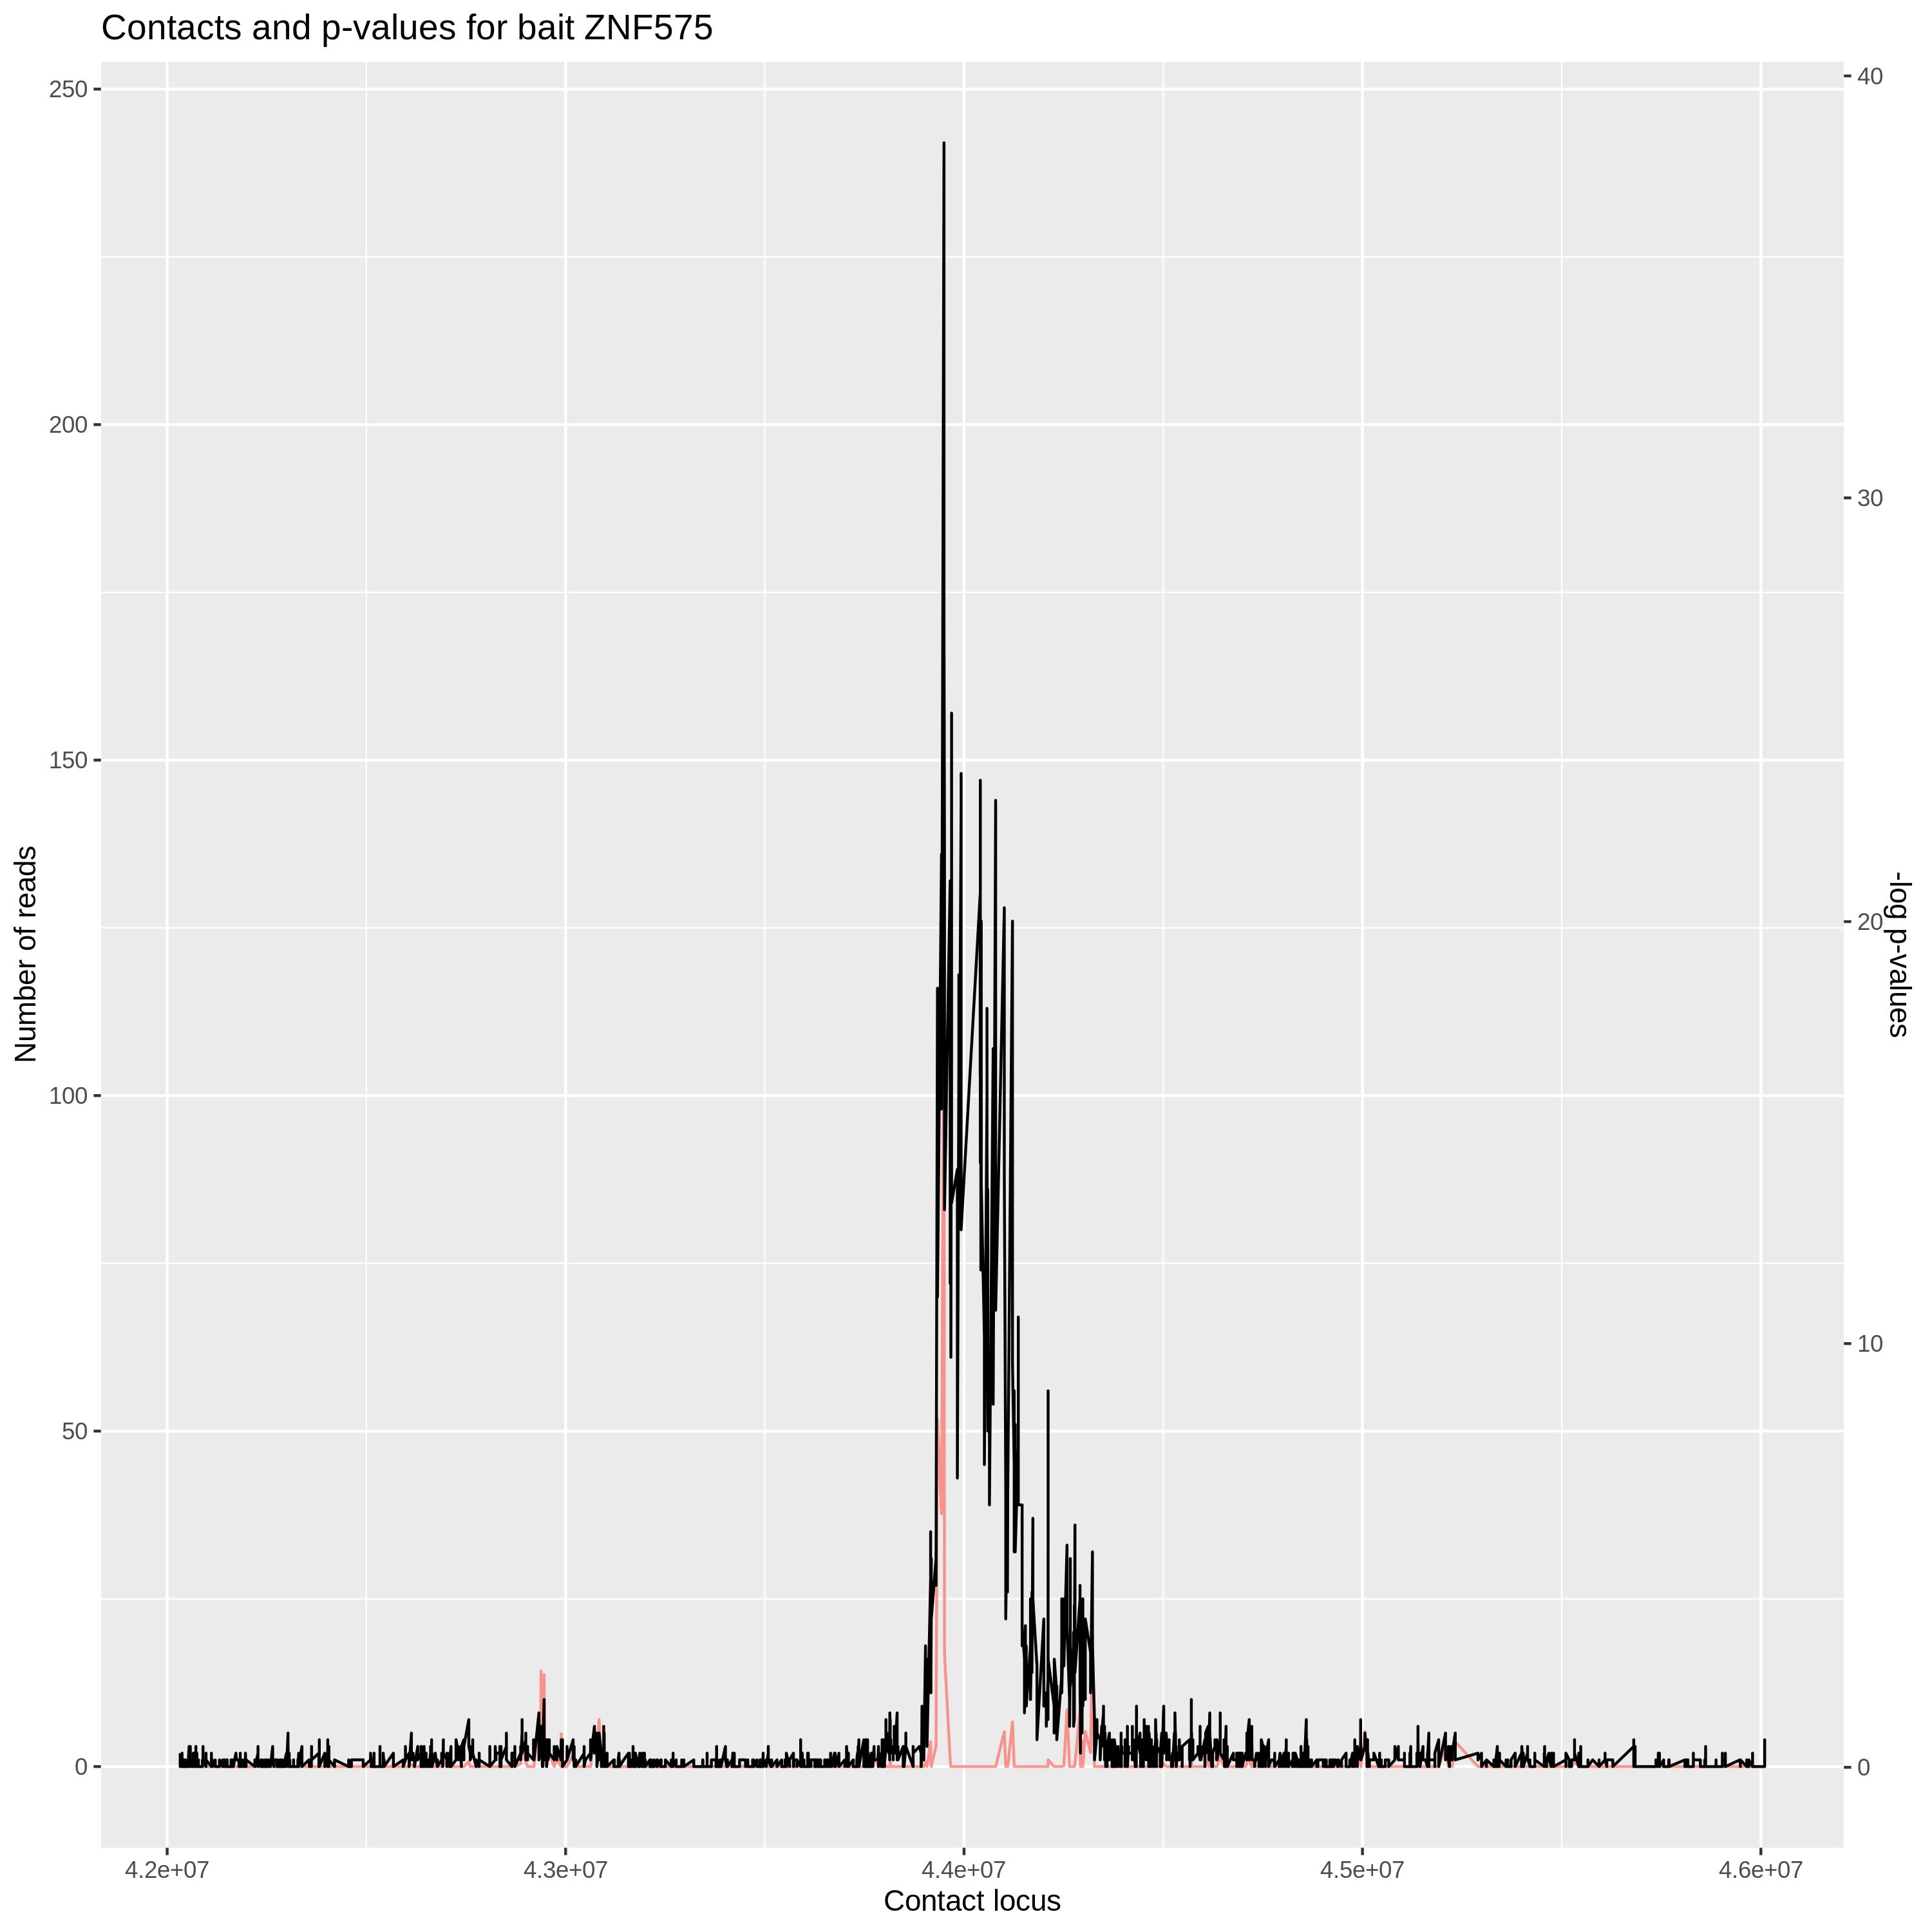 Contacts and p-values for bait ZNF575
250
200
150
100
50
0
Number of reads
40
30
20
10
0
-log p-values
4.2e+07 4.3e+07 4.4e+07 4.5e+07 4.6e+07
Contact locus